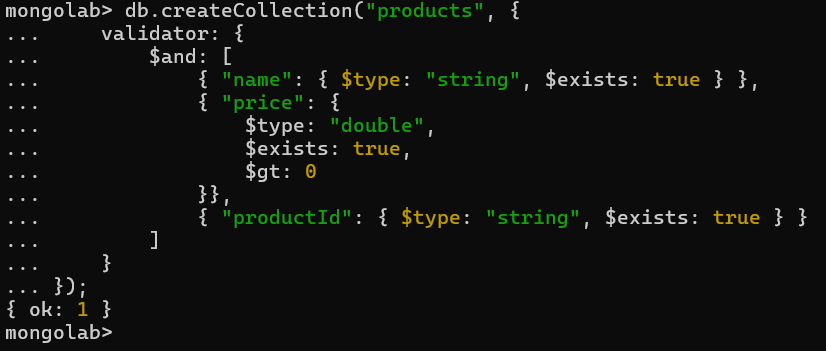 mongolab> db.createCollection("products", {
...     validator: {
...         $and: [
...             { "name": { $type: "string", $exists: true } },
...             { "price": {
...                 $type: "double",
...                 $exists: true,
...                 $gt: 0
...             }},
...             { "productId": { $type: "string", $exists: true } }
...         ]
...     }
... });
{ ok: 1 }
mongolab>